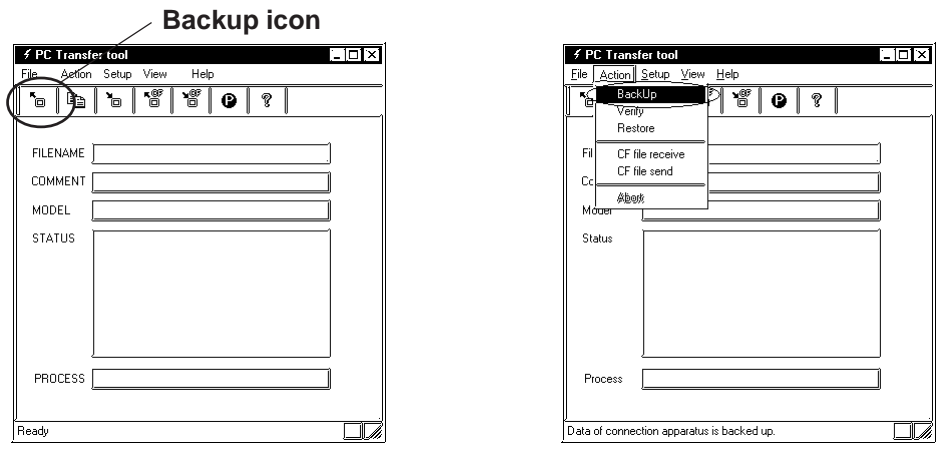 Backup icon
PC Transfer tool
File Action Setup View Help
P ?
FILENAME
COMMENT
MODEL
STATUS
PROCESS
Ready
PC Transfer tool
File Action Setup View Help
P ?
BackUp
Verify
Restore
CF file receive
CF file send
Abort
Fil
Co
Model
Status
Process
Data of connection apparatus is backed up.